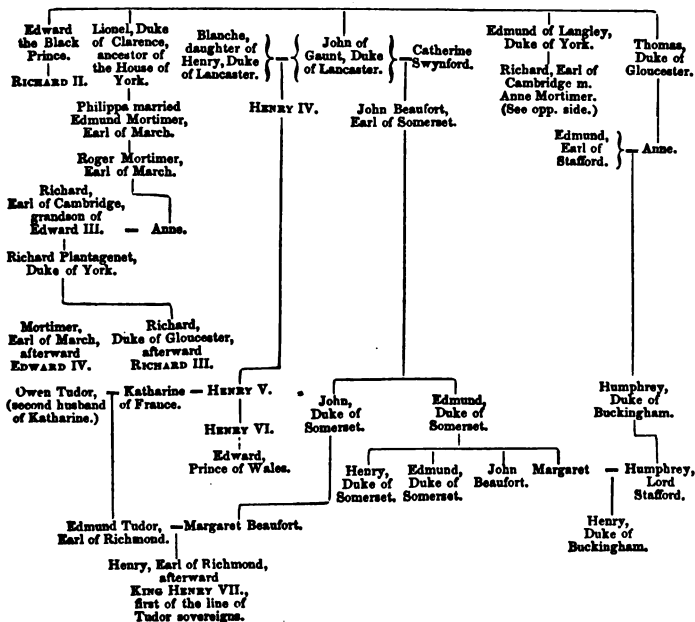 Edward
the Black
Prince.
RICHARD II.
Lionel, Duke
of Clarence,
ancestor of
the House of
York.
Philippa married
Edmund Mortimer,
Earl of March.
Roger Mortimer,
Earl of March.
Richard,
Earl of Cambridge,
grandson of
Edward III.
Anne.
Richard Plantagenet,
Duke of York.
Mortimer,
Earl of March,
afterward
EDWARD IV.
Richard,
Duke of Gloucester,
afterward
RICHARD III.
Blanche,
daughter of
Henry, Duke
of Lancaster.
John of
Gaunt, Duke
of Lancaster.
Catherine
Swynford.
HENRY IV.
John Beaufort,
Earl of Somerset.
Edmund of Langley,
Duke of York.
Richard, Earl of
Cambridge m.
Anne Mortimer.
(See opp. side.)
Thomas,
Duke of
Gloucester.
Edmund,
Earl of
Stafford.
Anne.
Owen Tudor,
(second husband
of Katharine.)
Katharine
of France.
HENRY V.
HENRY VI.
Edward,
Prince of Wales.
John,
Duke of
Somerset.
Edmund,
Duke of
Somerset.
Humphrey,
Duke of
Buckingham.
Henry,
Duke of
Somerset.
Edmund,
Duke of
Somerset.
John
Beaufort.
Margaret
Humphrey,
Lord
Stafford.
Henry,
Duke of
Buckingham.
Edmund Tudor,
Earl of Richmond.
Margaret Beaufort.
Henry, Earl of Richmond,
afterward
KING HENRY VII.,
first of the line of
Tudor sovereigns.